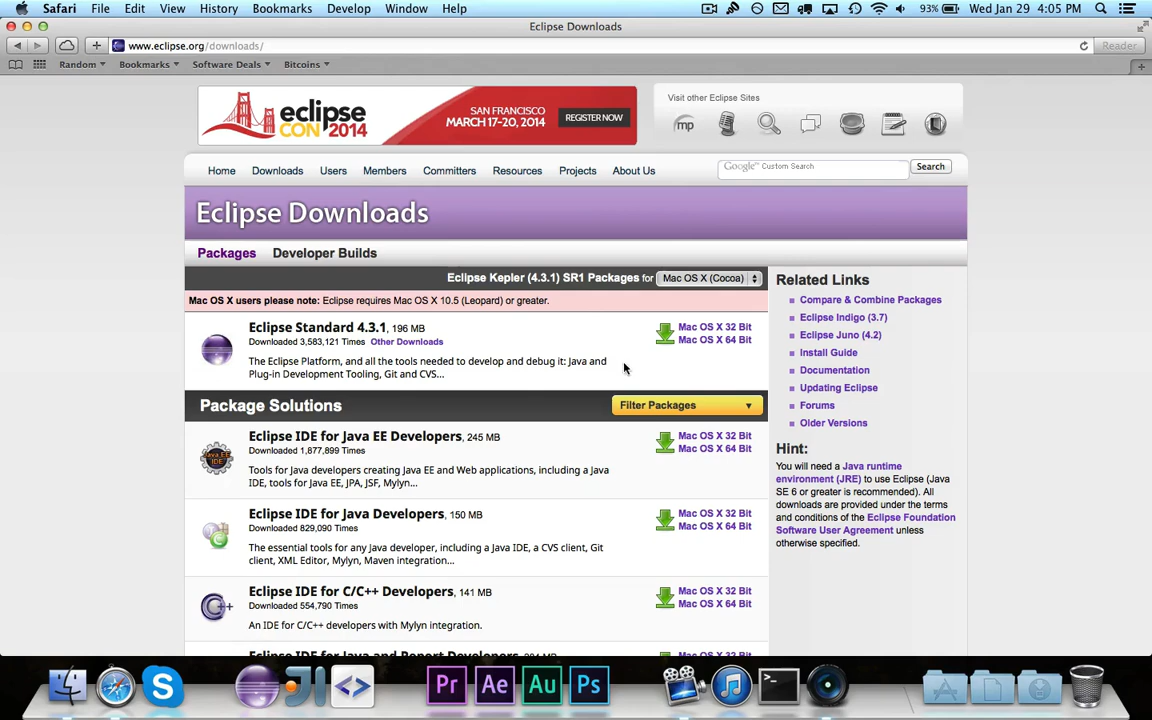 Safari File Edit View History Bookmarks Develop Window Help 93% Wed Jan 29 4:05 PM
Eclipse Downloads
www.eclipse.org/downloads/ Reader
Random Bookmarks Software Deals Bitcoins
eclipse CON 2014
SAN FRANCISCO
MARCH 17-20, 2014
REGISTER NOW
Visit other Eclipse Sites
mp
Home Downloads Users Members Committers Resources Projects About Us
Google™ Custom Search Search
Eclipse Downloads
Packages Developer Builds
Eclipse Kepler (4.3.1) SR1 Packages for Mac OS X (Cocoa)
Mac OS X users please note: Eclipse requires Mac OS X 10.5 (Leopard) or greater.
Eclipse Standard 4.3.1, 196 MB
Downloaded 3,583,121 Times Other Downloads
The Eclipse Platform, and all the tools needed to develop and debug it: Java and
Plug-in Development Tooling, Git and CVS...
Mac OS X 32 Bit
Mac OS X 64 Bit
Package Solutions
Filter Packages
Java EE IDE
Eclipse IDE for Java EE Developers, 245 MB
Downloaded 1,877,899 Times
Tools for Java developers creating Java EE and Web applications, including a Java
IDE, tools for Java EE, JPA, JSF, Mylyn...
Mac OS X 32 Bit
Mac OS X 64 Bit
Eclipse IDE for Java Developers, 150 MB
Downloaded 829,090 Times
The essential tools for any Java developer, including a Java IDE, a CVS client, Git
client, XML Editor, Mylyn, Maven integration...
Mac OS X 32 Bit
Mac OS X 64 Bit
C++
Eclipse IDE for C/C++ Developers, 141 MB
Downloaded 554,790 Times
An IDE for C/C++ developers with Mylyn integration.
Mac OS X 32 Bit
Mac OS X 64 Bit
Related Links
Compare & Combine Packages
Eclipse Indigo (3.7)
Eclipse Juno (4.2)
Install Guide
Documentation
Updating Eclipse
Forums
Older Versions
Hint:
You will need a Java runtime
environment (JRE) to use Eclipse (Java
SE 6 or greater is recommended). All
downloads are provided under the terms
and conditions of the Eclipse Foundation
Software User Agreement unless
otherwise specified.
Pr Ae Au Ps